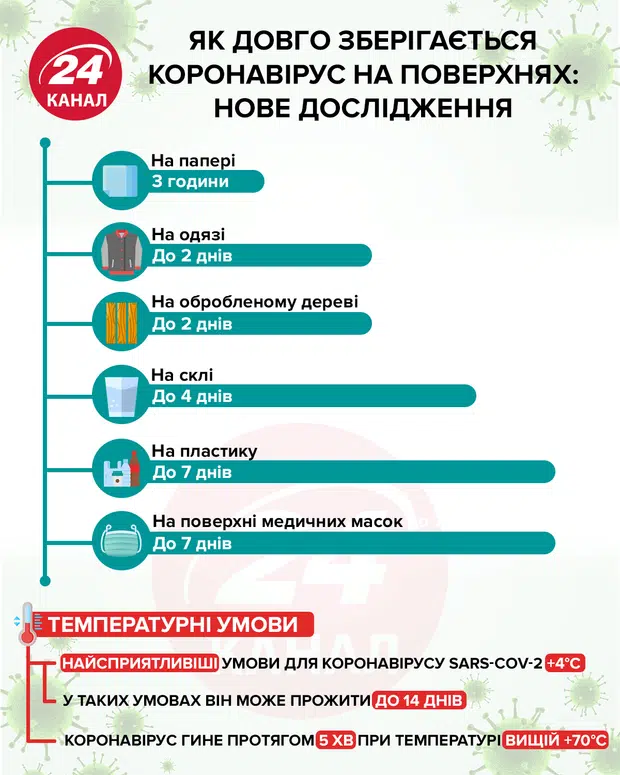 24
КАНАЛ
ЯК ДОВГО ЗБЕРІГАЄТЬСЯ
КОРОНАВІРУС НА ПОВЕРХНЯХ:
НОВЕ ДОСЛІДЖЕННЯ
На папері
3 години
На одязі
До 2 днів
На обробленому дереві
До 2 днів
На склі
До 4 днів
На пластику
До 7 днів
На поверхні медичних масок
До 7 днів
24
КАНАЛ
ТЕМПЕРАТУРНІ УМОВИ
НАЙСПРИЯТЛИВІШІ УМОВИ ДЛЯ КОРОНАВІРУСУ SARS-COV-2 +4°C
У ТАКИХ УМОВАХ ВІН МОЖЕ ПРОЖИТИ ДО 14 ДНІВ
КОРОНАВІРУС ГИНЕ ПРОТЯГОМ 5 ХВ ПРИ ТЕМПЕРАТУРІ ВИЩІЙ +70°C